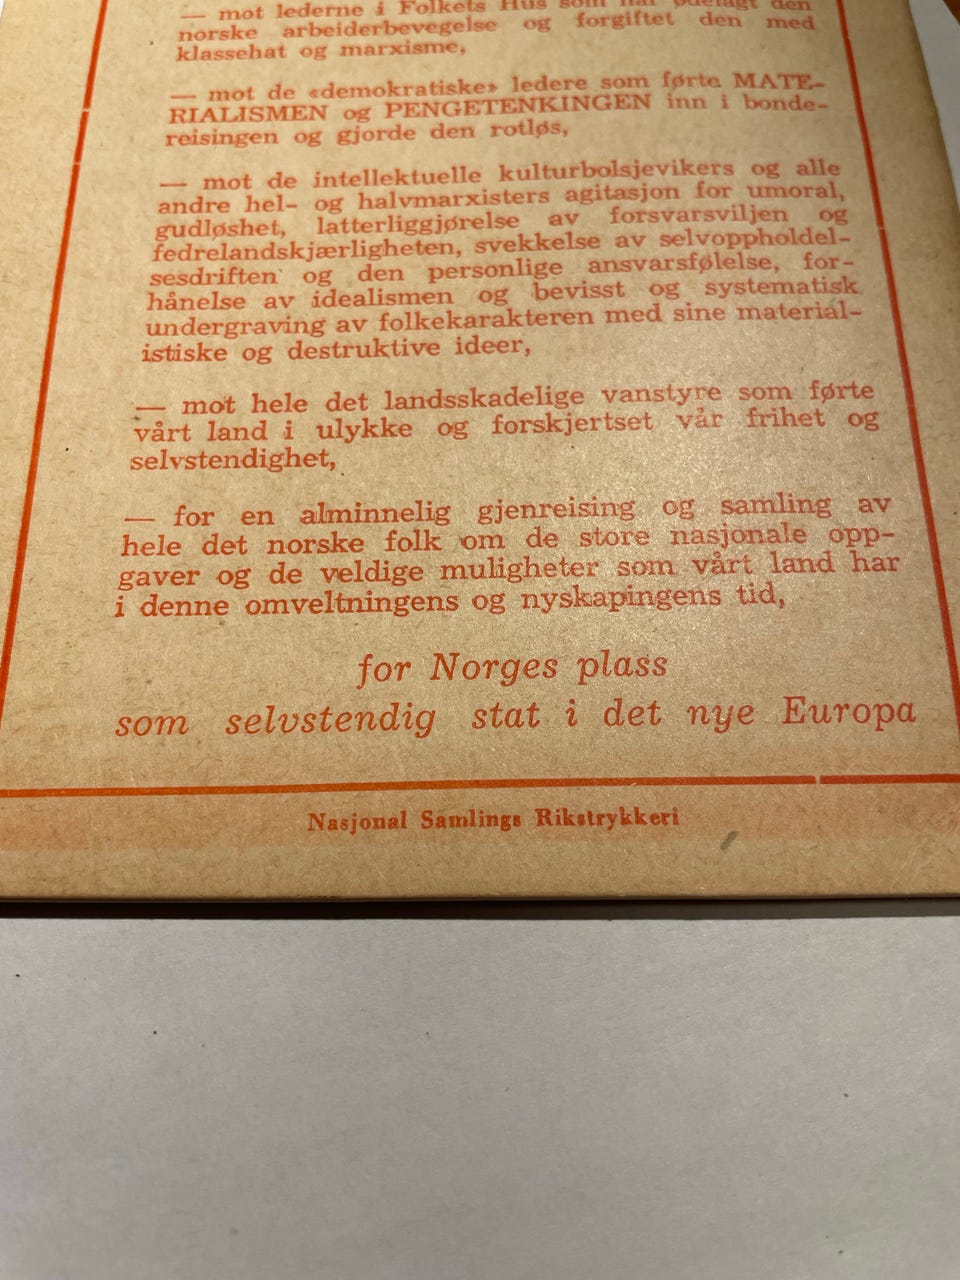 — mot lederne i Folkets Hus som har ødelagt den
norske arbeiderbevegelse og forgiftet den med
klassehat og marxisme,
— mot de «demokratiske» ledere som førte MATE-
RIALISMEN og PENGETENKINGEN inn i bonde-
reisingen og gjorde den rotløs,
— mot de intellektuelle kulturbolsjevikers og alle
andre hel- og halvmarxisters agitasjon for umoral,
gudløshet, latterliggjørelse av forsvarsviljen og
fedrelandskjærligheten, svekkelse av selvoppholdel-
sesdriften og den personlige ansvarsfølelse, for-
hånelse av idealismen og bevisst og systematisk
undergraving av folkekarakteren med sine material-
istiske og destruktive ideer,
— mot hele det landsskadelige vanstyre som førte
vårt land i ulykke og forskjertset vår frihet og
selvstendighet,
— for en alminnelig gjenreising og samling av
hele det norske folk om de store nasjonale opp-
gaver og de veldige muligheter som vårt land har
i denne omveltningens og nyskapingens tid,
for Norges plass
som selvstendig stat i det nye Europa
Nasjonal Samlings Rikstrykkeri